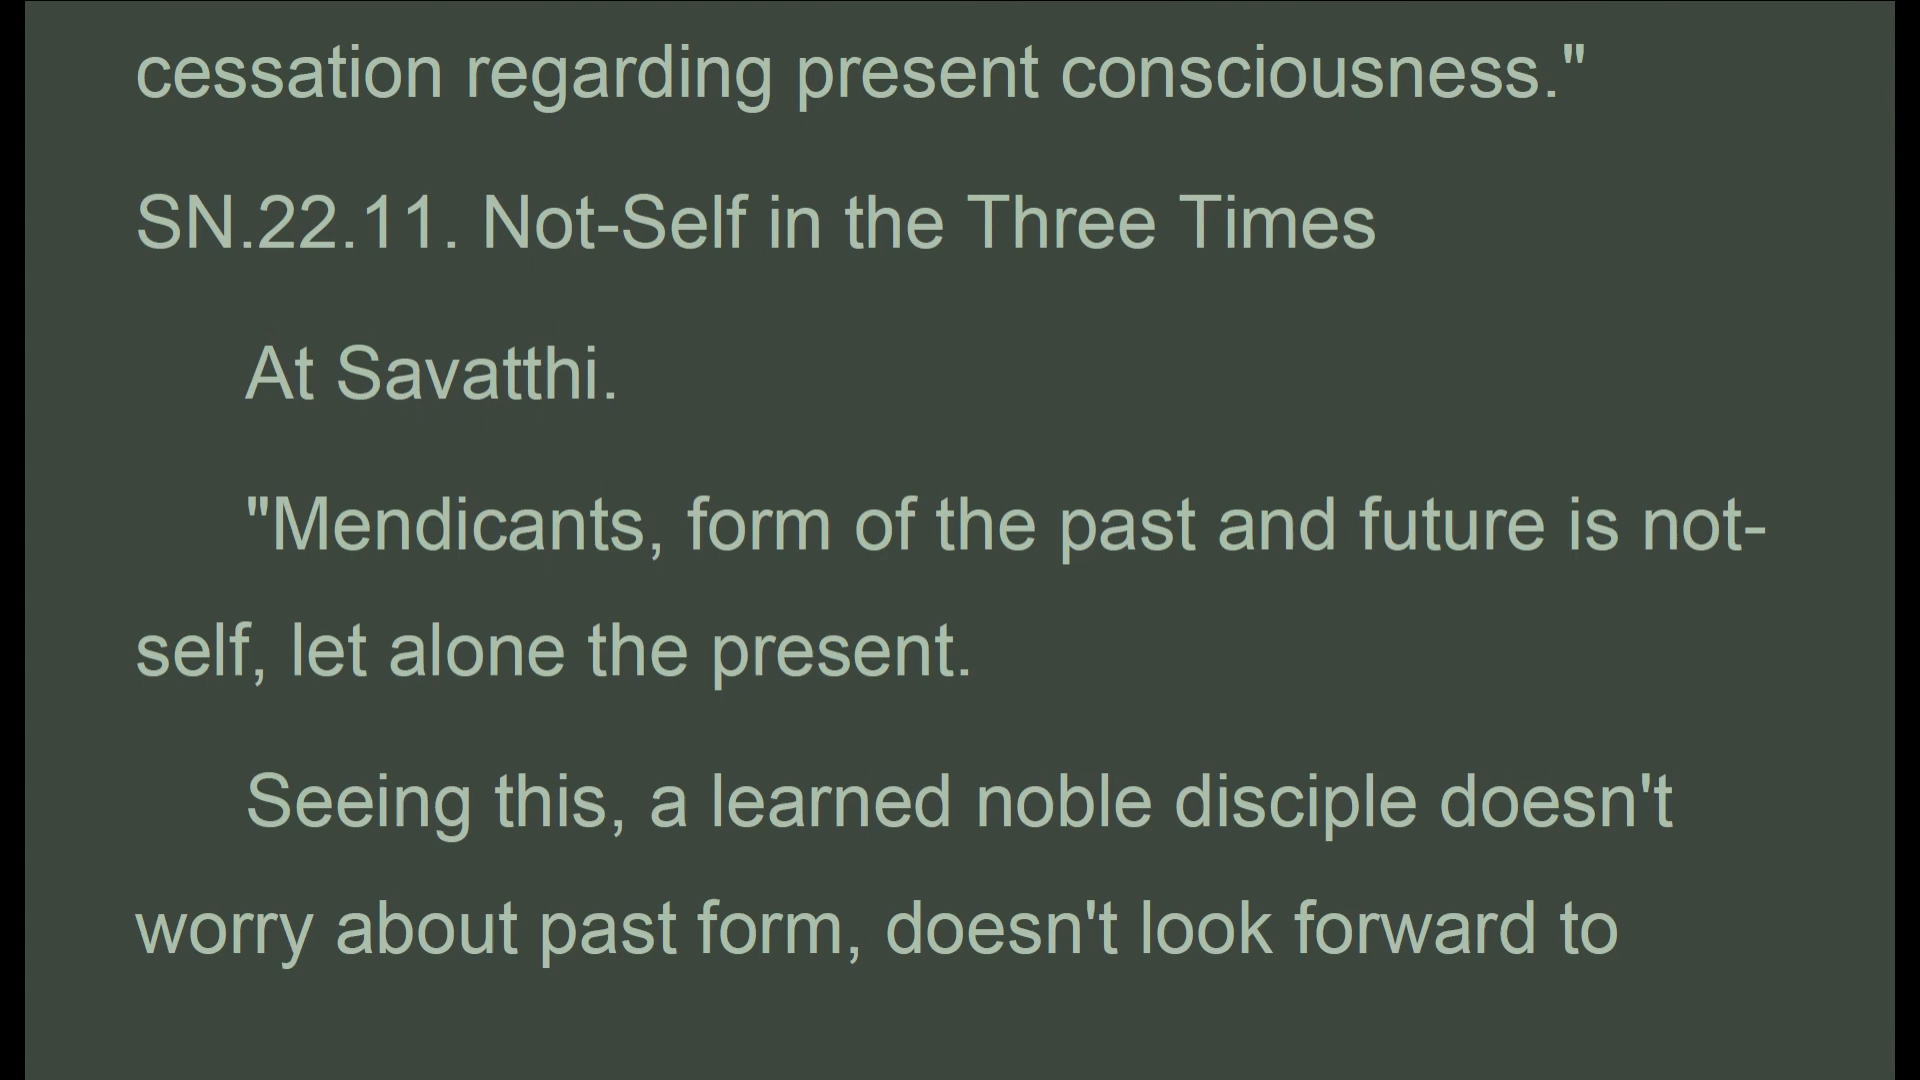 cessation regarding present consciousness."
SN.22.11. Not-Self in the Three Times
At Savatthi.
"Mendicants, form of the past and future is not-
self, let alone the present.
Seeing this, a learned noble disciple doesn't
worry about past form, doesn't look forward to